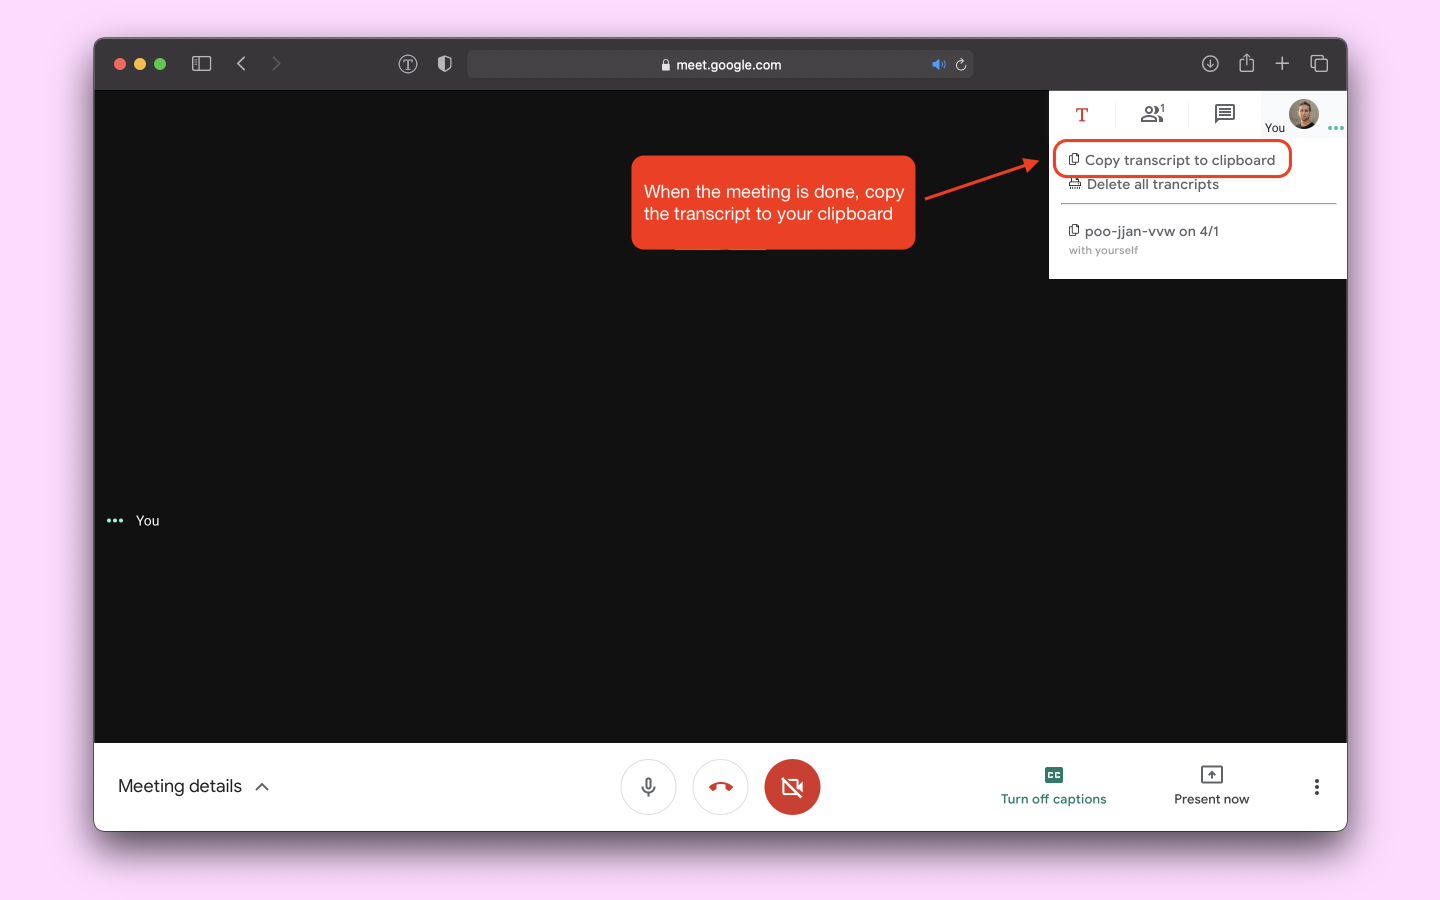 meet.google.com
T
1
You
Copy transcript to clipboard
Delete all trancripts
When the meeting is done, copy
the transcript to your clipboard
poo-jjan-vvw on 4/1
with yourself
You
Meeting details
CC
Turn off captions
Present now